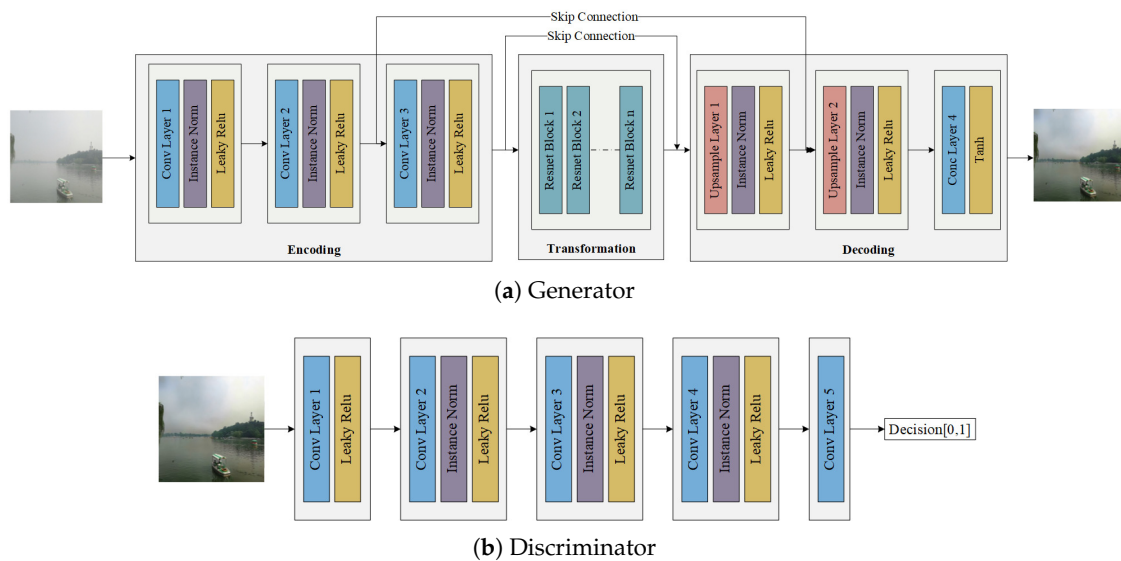 Skip Connection
Skip Connection
Conv Layer 1
Instance Norm
Leaky Relu
Conv Layer 2
Instance Norm
Leaky Relu
Conv Layer 3
Instance Norm
Leaky Relu
Encoding
Resnet Block 1
Resnet Block 2
Resnet Block n
Transformation
Upsample Layer 1
Instance Norm
Leaky Relu
Upsample Layer 2
Instance Norm
Leaky Relu
Conc Layer 4
Tanh
Decoding
(a) Generator
Conv Layer 1
Leaky Relu
Conv Layer 2
Instance Norm
Leaky Relu
Conv Layer 3
Instance Norm
Leaky Relu
Conv Layer 4
Instance Norm
Leaky Relu
Conv Layer 5
Decision[0,1]
(b) Discriminator